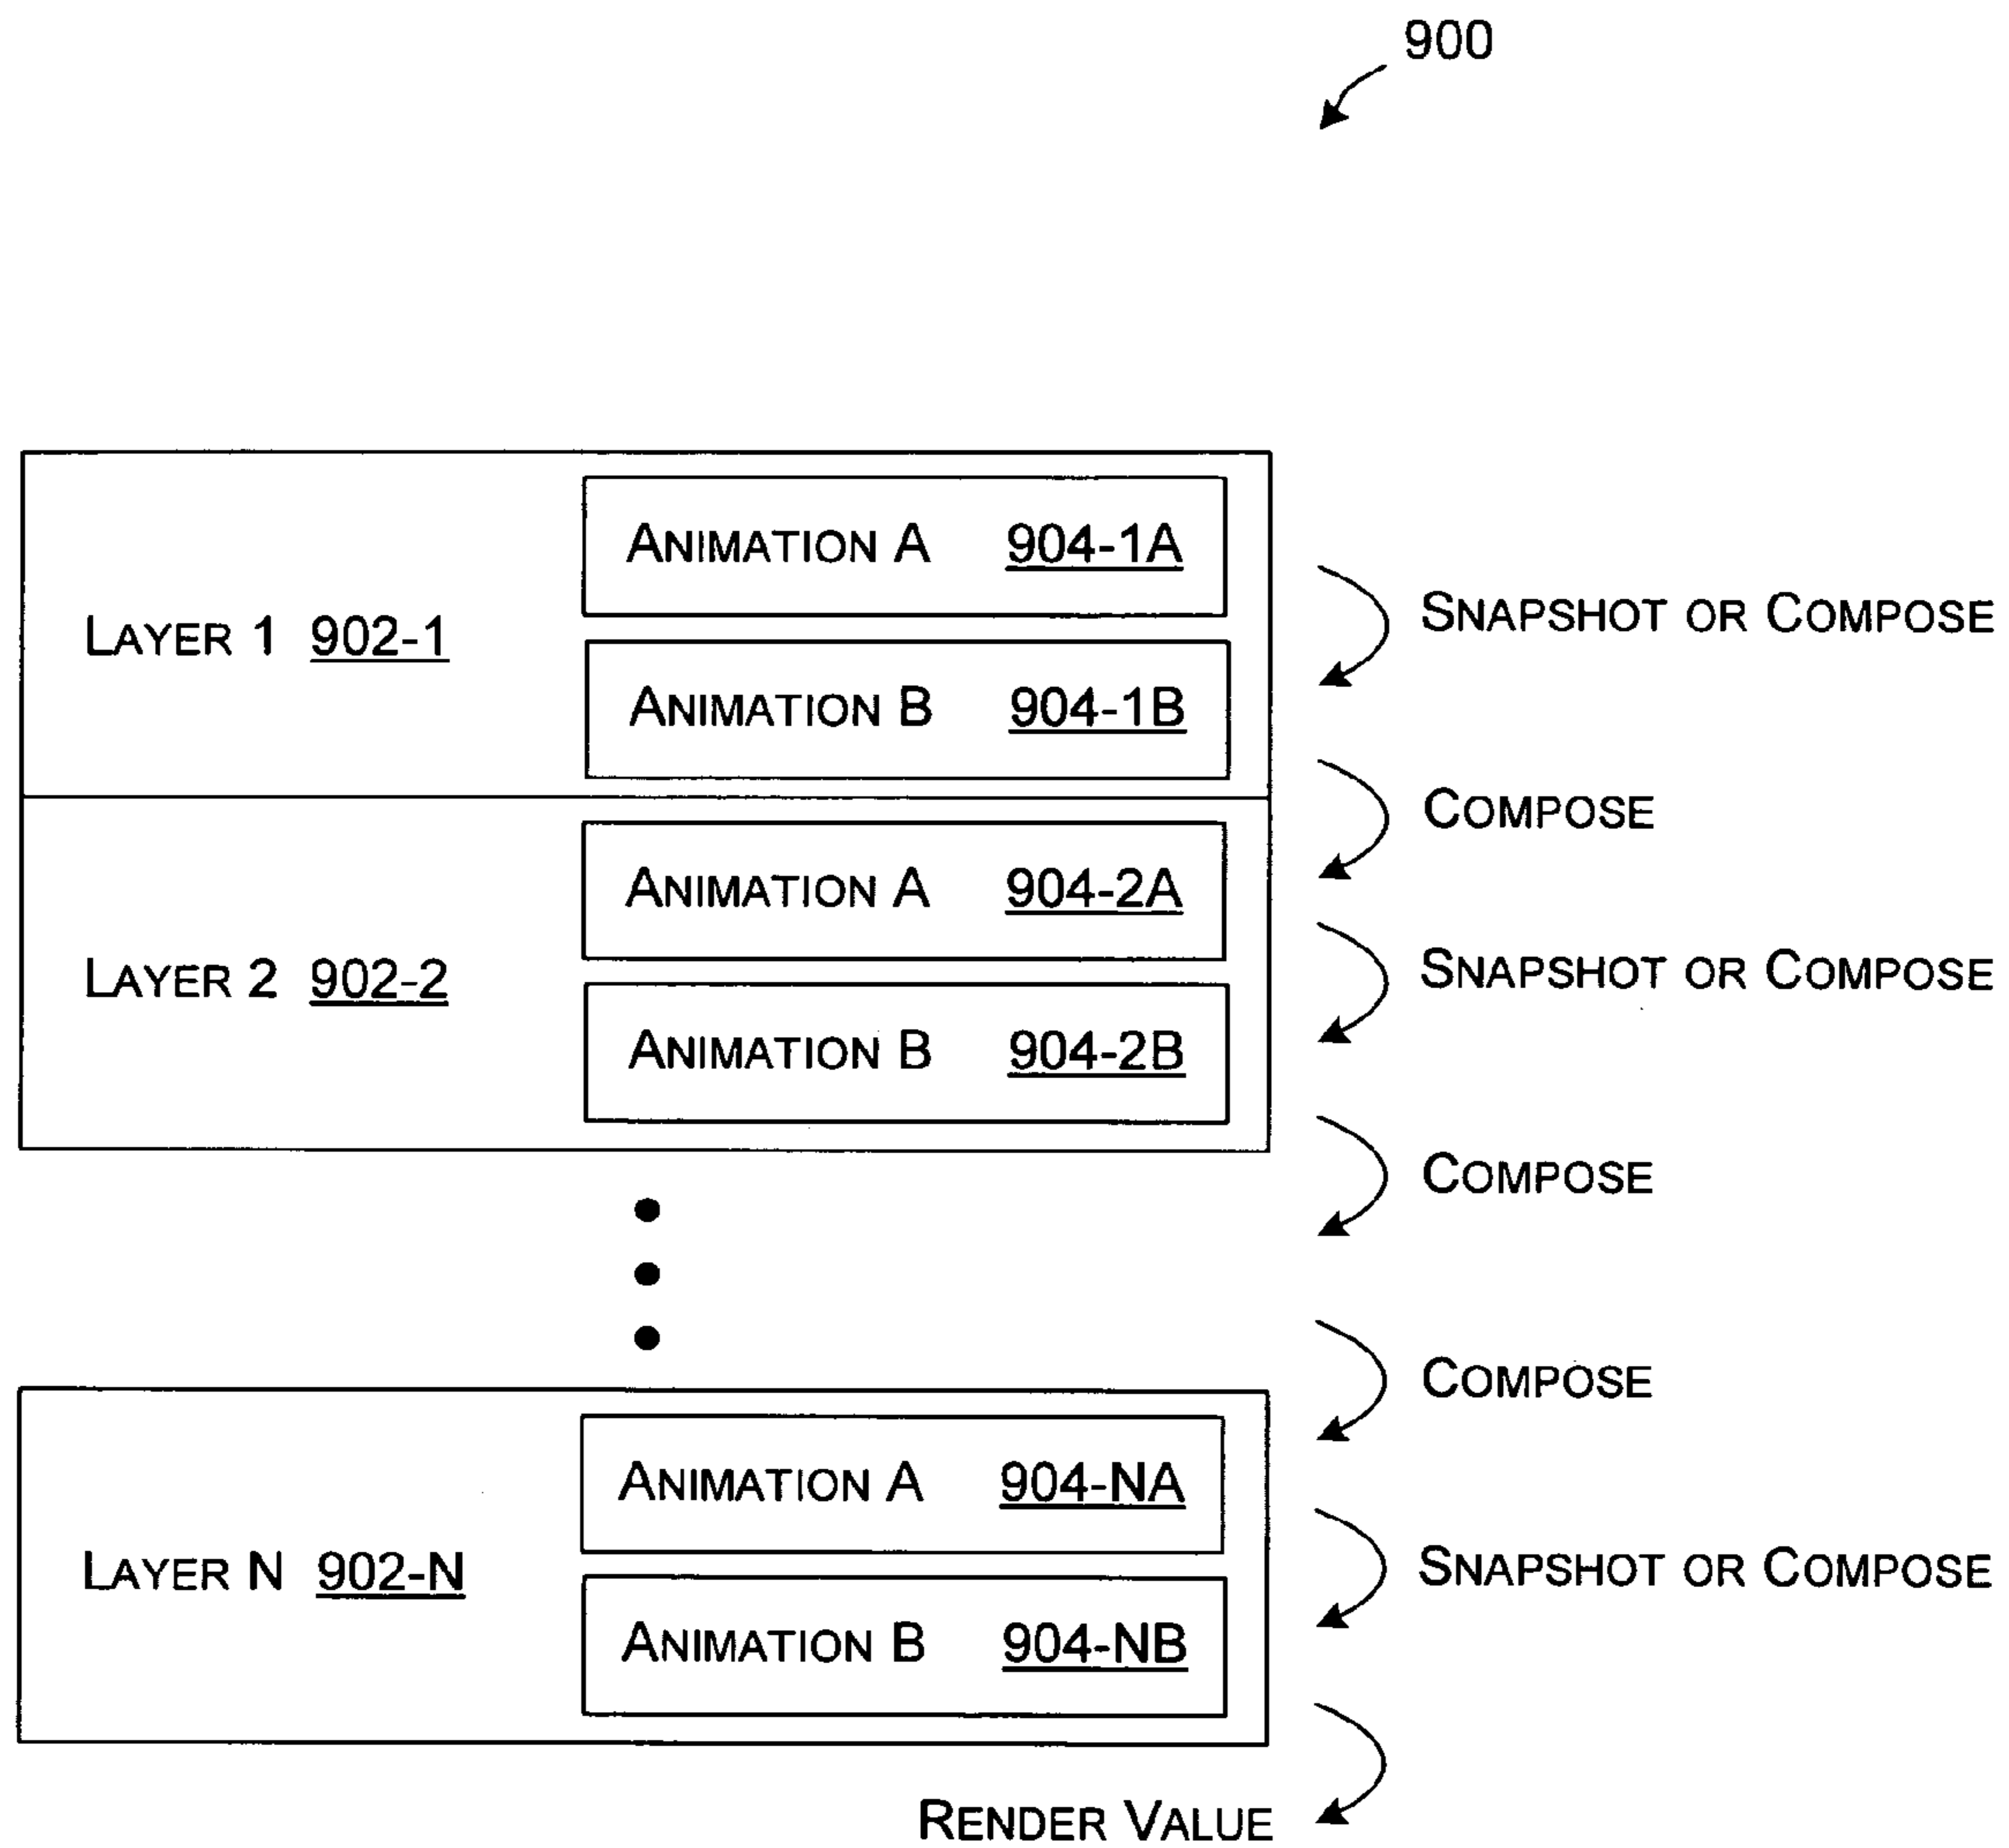 900
ANIMATION A 904-1A
SNAPSHOT OR COMPOSE
LAYER 1 902-1
ANIMATION B 904-1B
COMPOSE
ANIMATION A 904-2A
SNAPSHOT OR COMPOSE
LAYER 2 902-2
ANIMATION B 904-2B
COMPOSE
COMPOSE
ANIMATION A 904-NA
SNAPSHOT OR COMPOSE
LAYER N 902-N
ANIMATION B 904-NB
RENDER VALUE